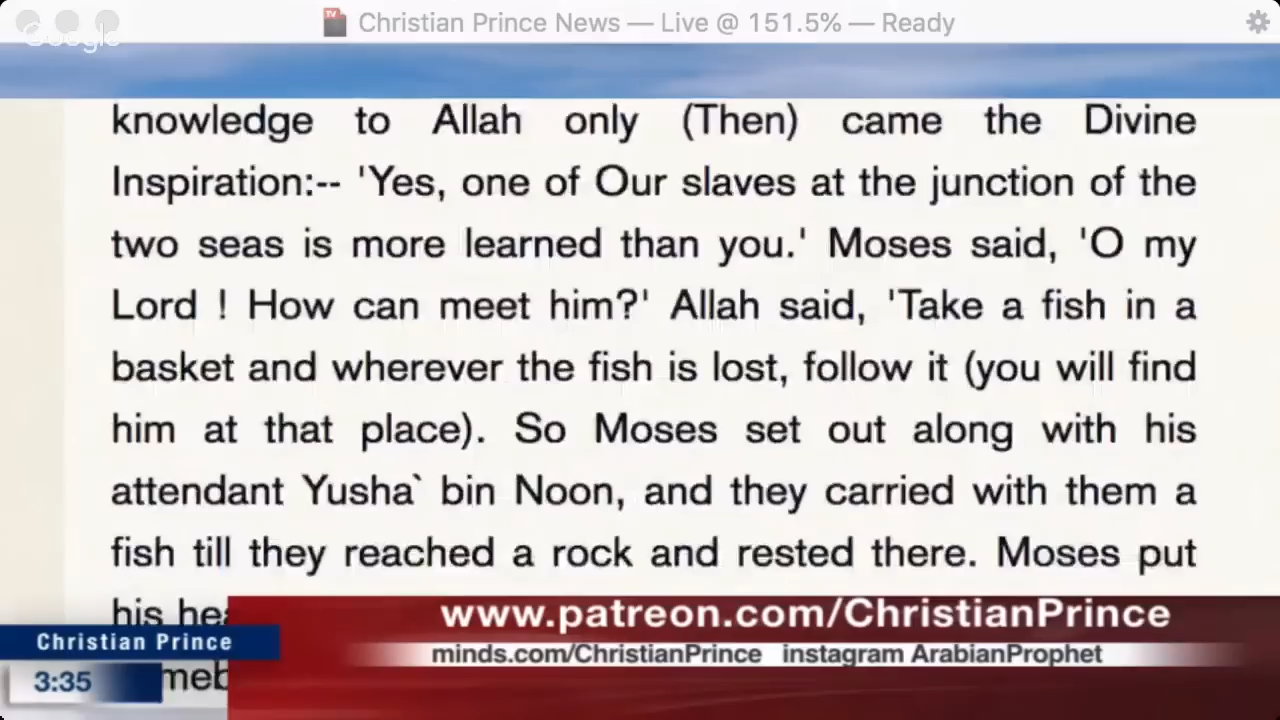 Christian Prince News — Live @ 151.5% — Ready
Google
knowledge to Allah only (Then) came the Divine
Inspiration:-- 'Yes, one of Our slaves at the junction of the
two seas is more learned than you.' Moses said, 'O my
Lord ! How can meet him?' Allah said, 'Take a fish in a
basket and wherever the fish is lost, follow it (you will find
him at that place). So Moses set out along with his
attendant Yusha` bin Noon, and they carried with them a
fish till they reached a rock and rested there. Moses put
his
www.patreon.com/ChristianPrince
Christian Prince
minds.com/ChristianPrince instagram ArabianProphet
3:35